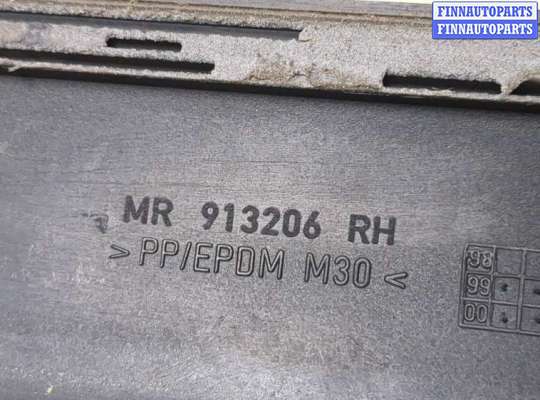 FINNAUTOPARTS
FINNAUTOPARTS
MR 913206 RH
>PP/EPDM M30<
98
99
00